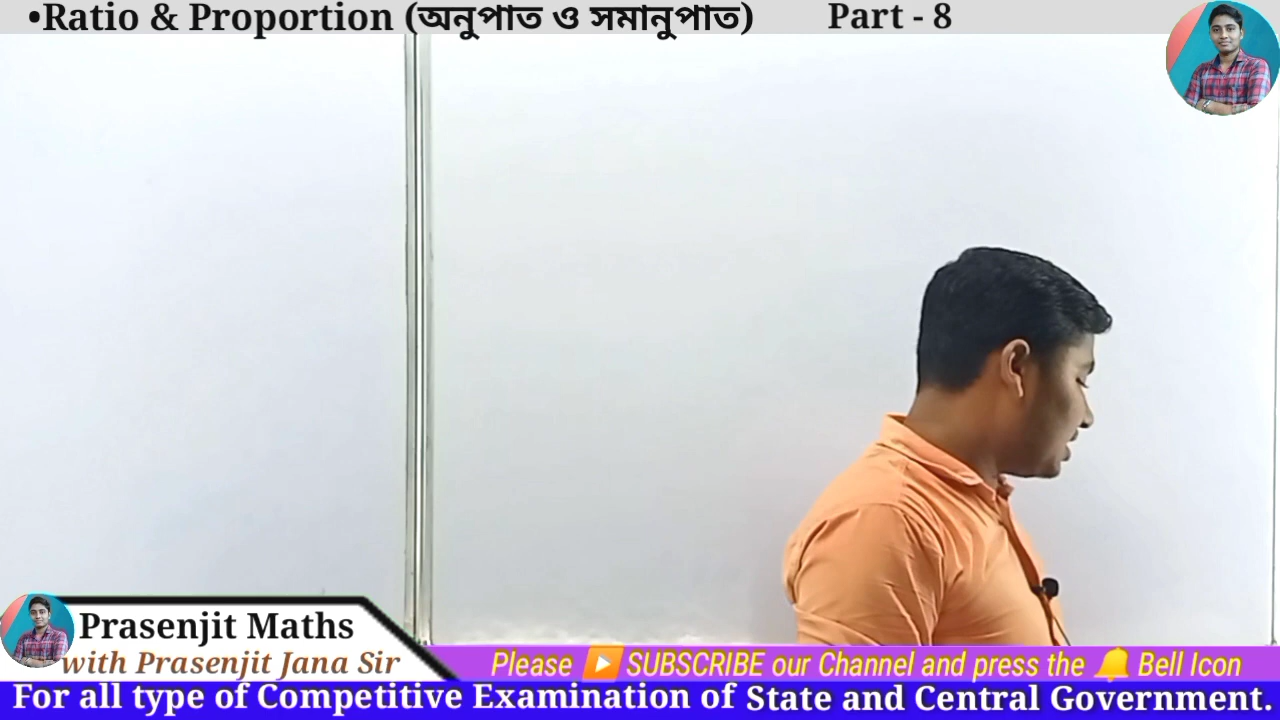 •Ratio & Proportion (অনুপাত ও সমানুপাত) Part - 8
Prasenjit Maths
with Prasenjit Jana Sir
Please ▶️ SUBSCRIBE our Channel and press the 🔔 Bell Icon
For all type of Competitive Examination of State and Central Government.